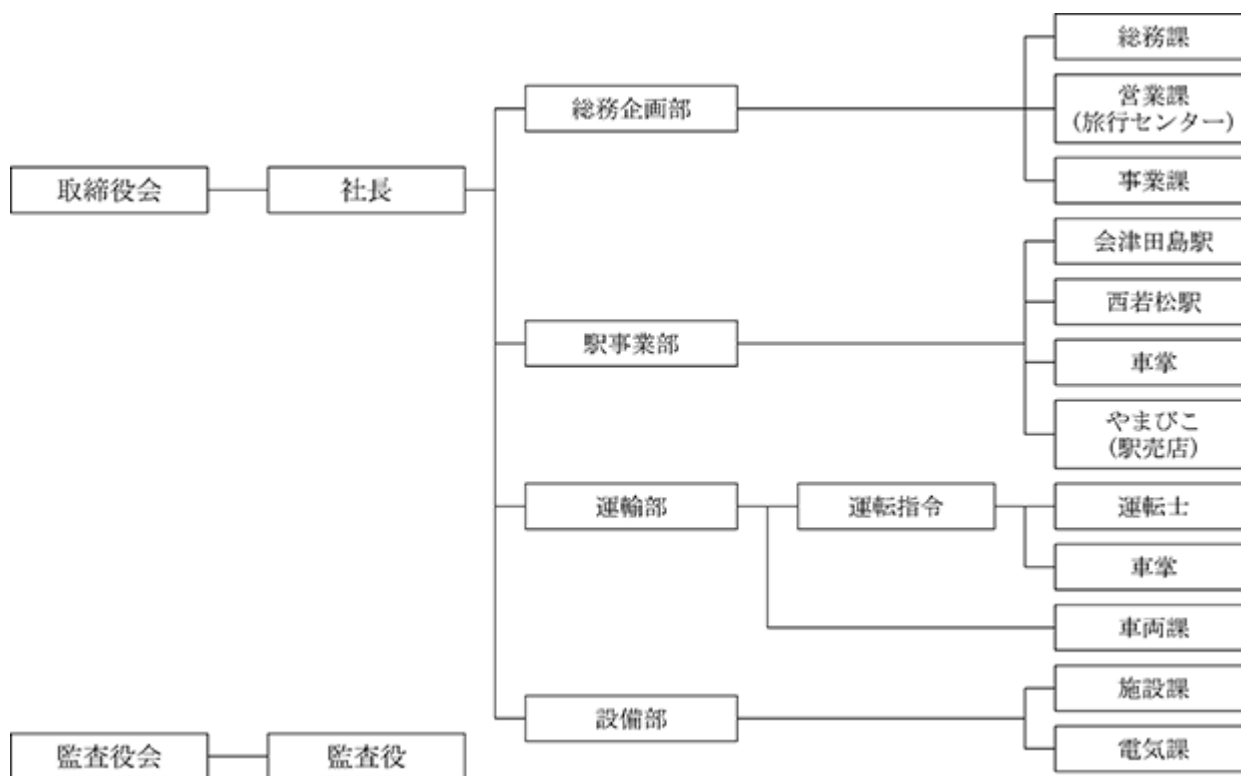 総務課
総務企画部
営業課
(旅行センター)
取締役会
社長
事業課
会津田島駅
西若松駅
駅事業部
車掌
やまびこ
(駅売店)
運輸部
運転指令
運転士
車掌
車両課
施設課
設備部
監査役会
監査役
電気課